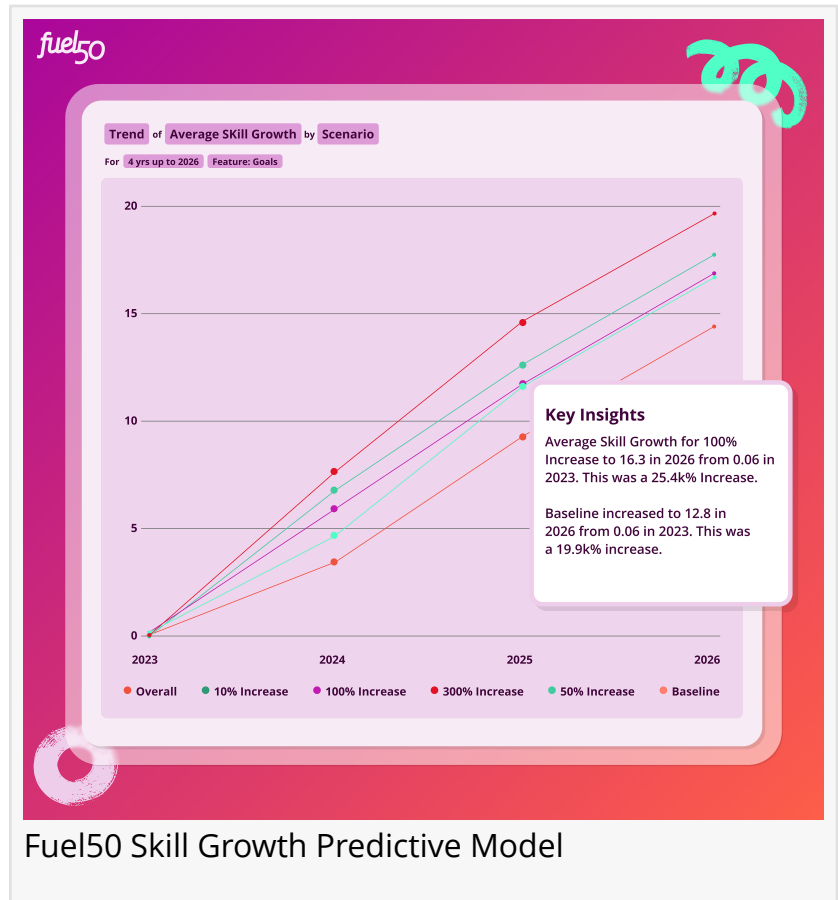 fuel50
Trend of Average SKill Growth by Scenario
For 4 yrs up to 2026 Feature: Goals
20
15
10
5
0
2023 2024 2025 2026
Overall 10% Increase 100% Increase 300% Increase 50% Increase Baseline
Key Insights
Average Skill Growth for 100%
Increase to 16.3 in 2026 from 0.06 in
2023. This was a 25.4k% Increase.
Baseline increased to 12.8 in
2026 from 0.06 in 2023. This was
a 19.9k% increase.
Fuel50 Skill Growth Predictive Model